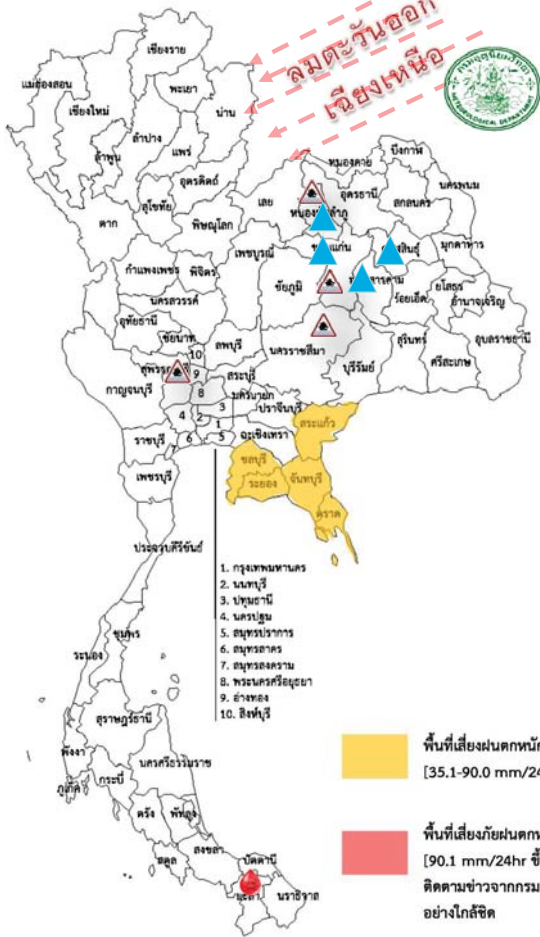 ลมตะวันออก
เฉียงเหนือ
กรมอุตุนิยมวิทยา
METEOROLOGICAL DEPARTMENT
เชียงราย
แม่ฮ่องสอน
พะเยา
เชียงใหม่
น่าน
ลำปาง
ลำพูน
แพร่
บึงกาฬ
หนองคาย
อุตรดิตถ์
เลย
อุดรธานี
นครพนม
สกลนคร
สุโขทัย
ตาก
พิษณุโลก
มุกดาหาร
เพชรบูรณ์
กำแพงเพชร
พิจิตร
ชัยภูมิ
ร้อยเอ็ด
ยโสธร
อำนาจเจริญ
นครสวรรค์
อุทัยธานี
ชัยนาท
ลพบุรี
นครราชสีมา
สุรินทร์
อุบลราชธานี
บุรีรัมย์
ศรีสะเกษ
10
9
สระบุรี
กาญจนบุรี
8
นครนายก
ปราจีนบุรี
4
3
2
สระแก้ว
1
ราชบุรี
6
5
ฉะเชิงเทรา
7
ชลบุรี
เพชรบุรี
ระยอง
จันทบุรี
ตราด
ประจวบคีรีขันธ์
1. กรุงเทพมหานคร
2. นนทบุรี
3. ปทุมธานี
4. นครปฐม
5. สมุทรปราการ
6. สมุทรสาคร
7. สมุทรสงคราม
8. พระนครศรีอยุธยา
9. อ่างทอง
10. สิงห์บุรี
ชุมพร
ระนอง
สุราษฎร์ธานี
พังงา
นครศรีธรรมราช
ภูเก็ต
กระบี่
ตรัง
พัทลุง
สงขลา
สตูล
ปัตตานี
นราธิวาส
พื้นที่เสี่ยงฝนตกหนัก
[35.1-90.0 mm/24
พื้นที่เสี่ยงภัยฝนตกห
[90.1 mm/24hr ขึ้
ติดตามข่าวจากกรม
อย่างใกล้ชิด